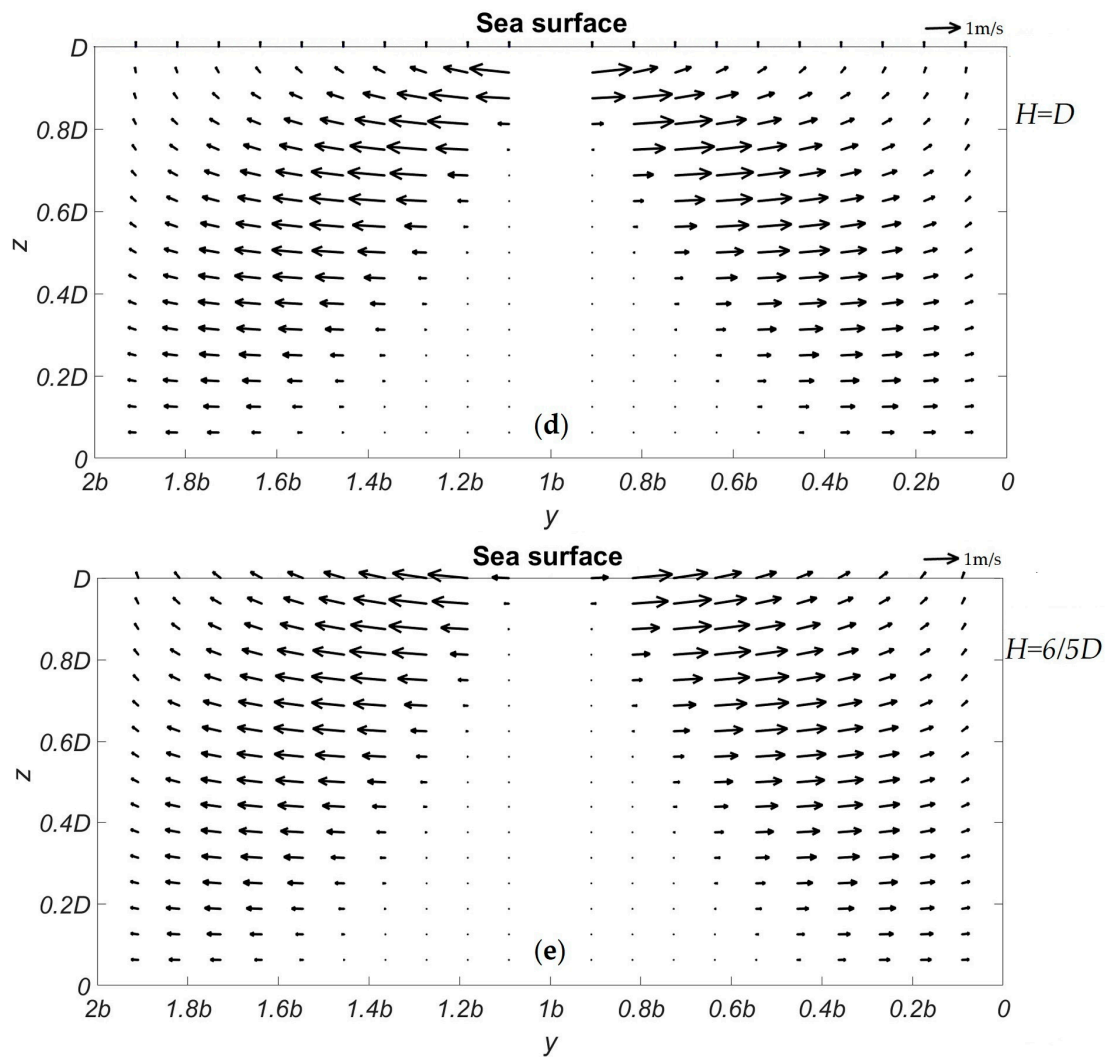 Sea surface
1m/s
D
H=D
0.8D
0.6D
z
0.4D
0.2D
(d)
0
2b 1.8b 1.6b 1.4b 1.2b 1b 0.8b 0.6b 0.4b 0.2b 0
y
Sea surface
1m/s
D
H=6/5D
0.8D
0.6D
z
0.4D
0.2D
(e)
0
2b 1.8b 1.6b 1.4b 1.2b 1b 0.8b 0.6b 0.4b 0.2b 0
y